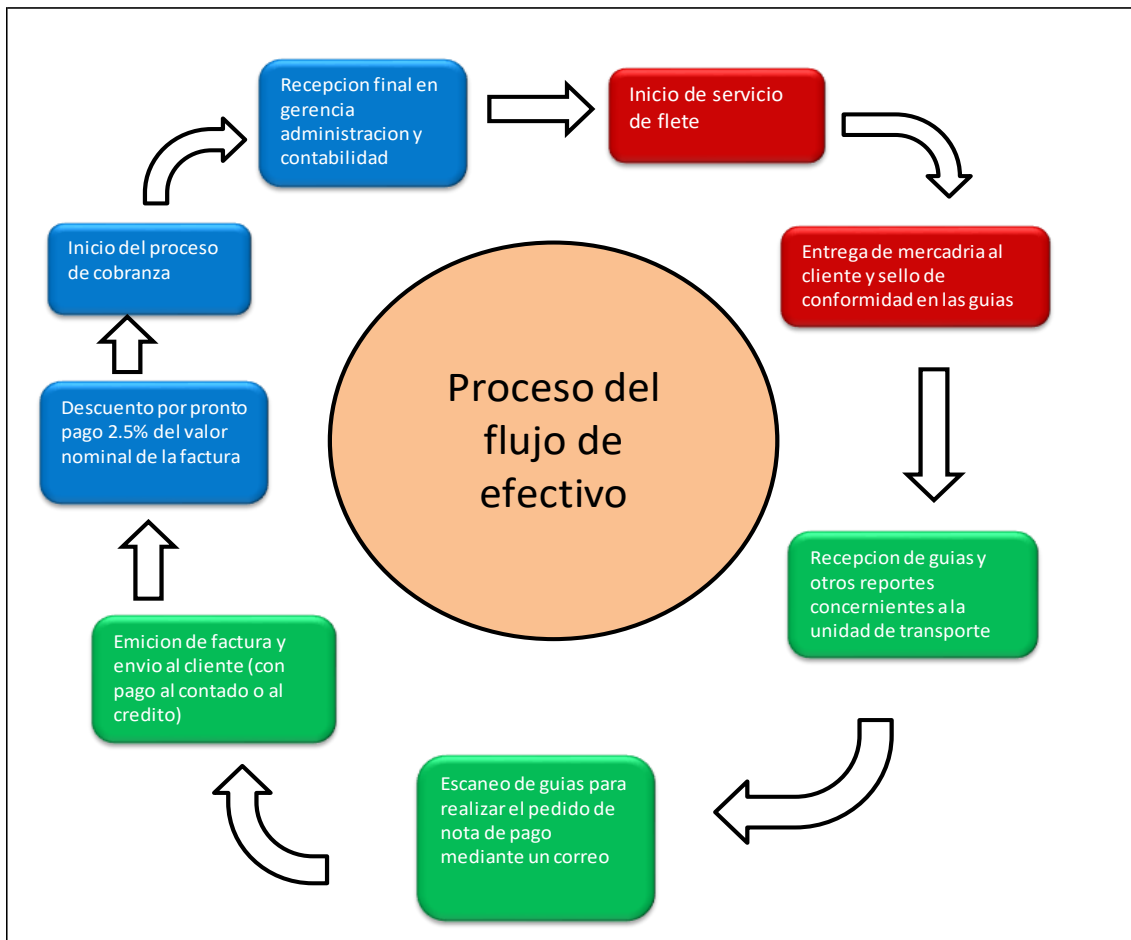 Recepcion final en
gerencia
administracion y
contabilidad
Inicio de servicio
de flete
Entrega de mercadria al
cliente y sello de
conformidad en las guias
Recepcion de guias y
otros reportes
concernientes a la
unidad de transporte
Escaneo de guias para
realizar el pedido de
nota de pago
mediante un correo
Emicion de factura y
envio al cliente (con
pago al contado o al
credito)
Descuento por pronto
pago 2.5% del valor
nominal de la factura
Inicio del proceso
de cobranza
Proceso del
flujo de
efectivo